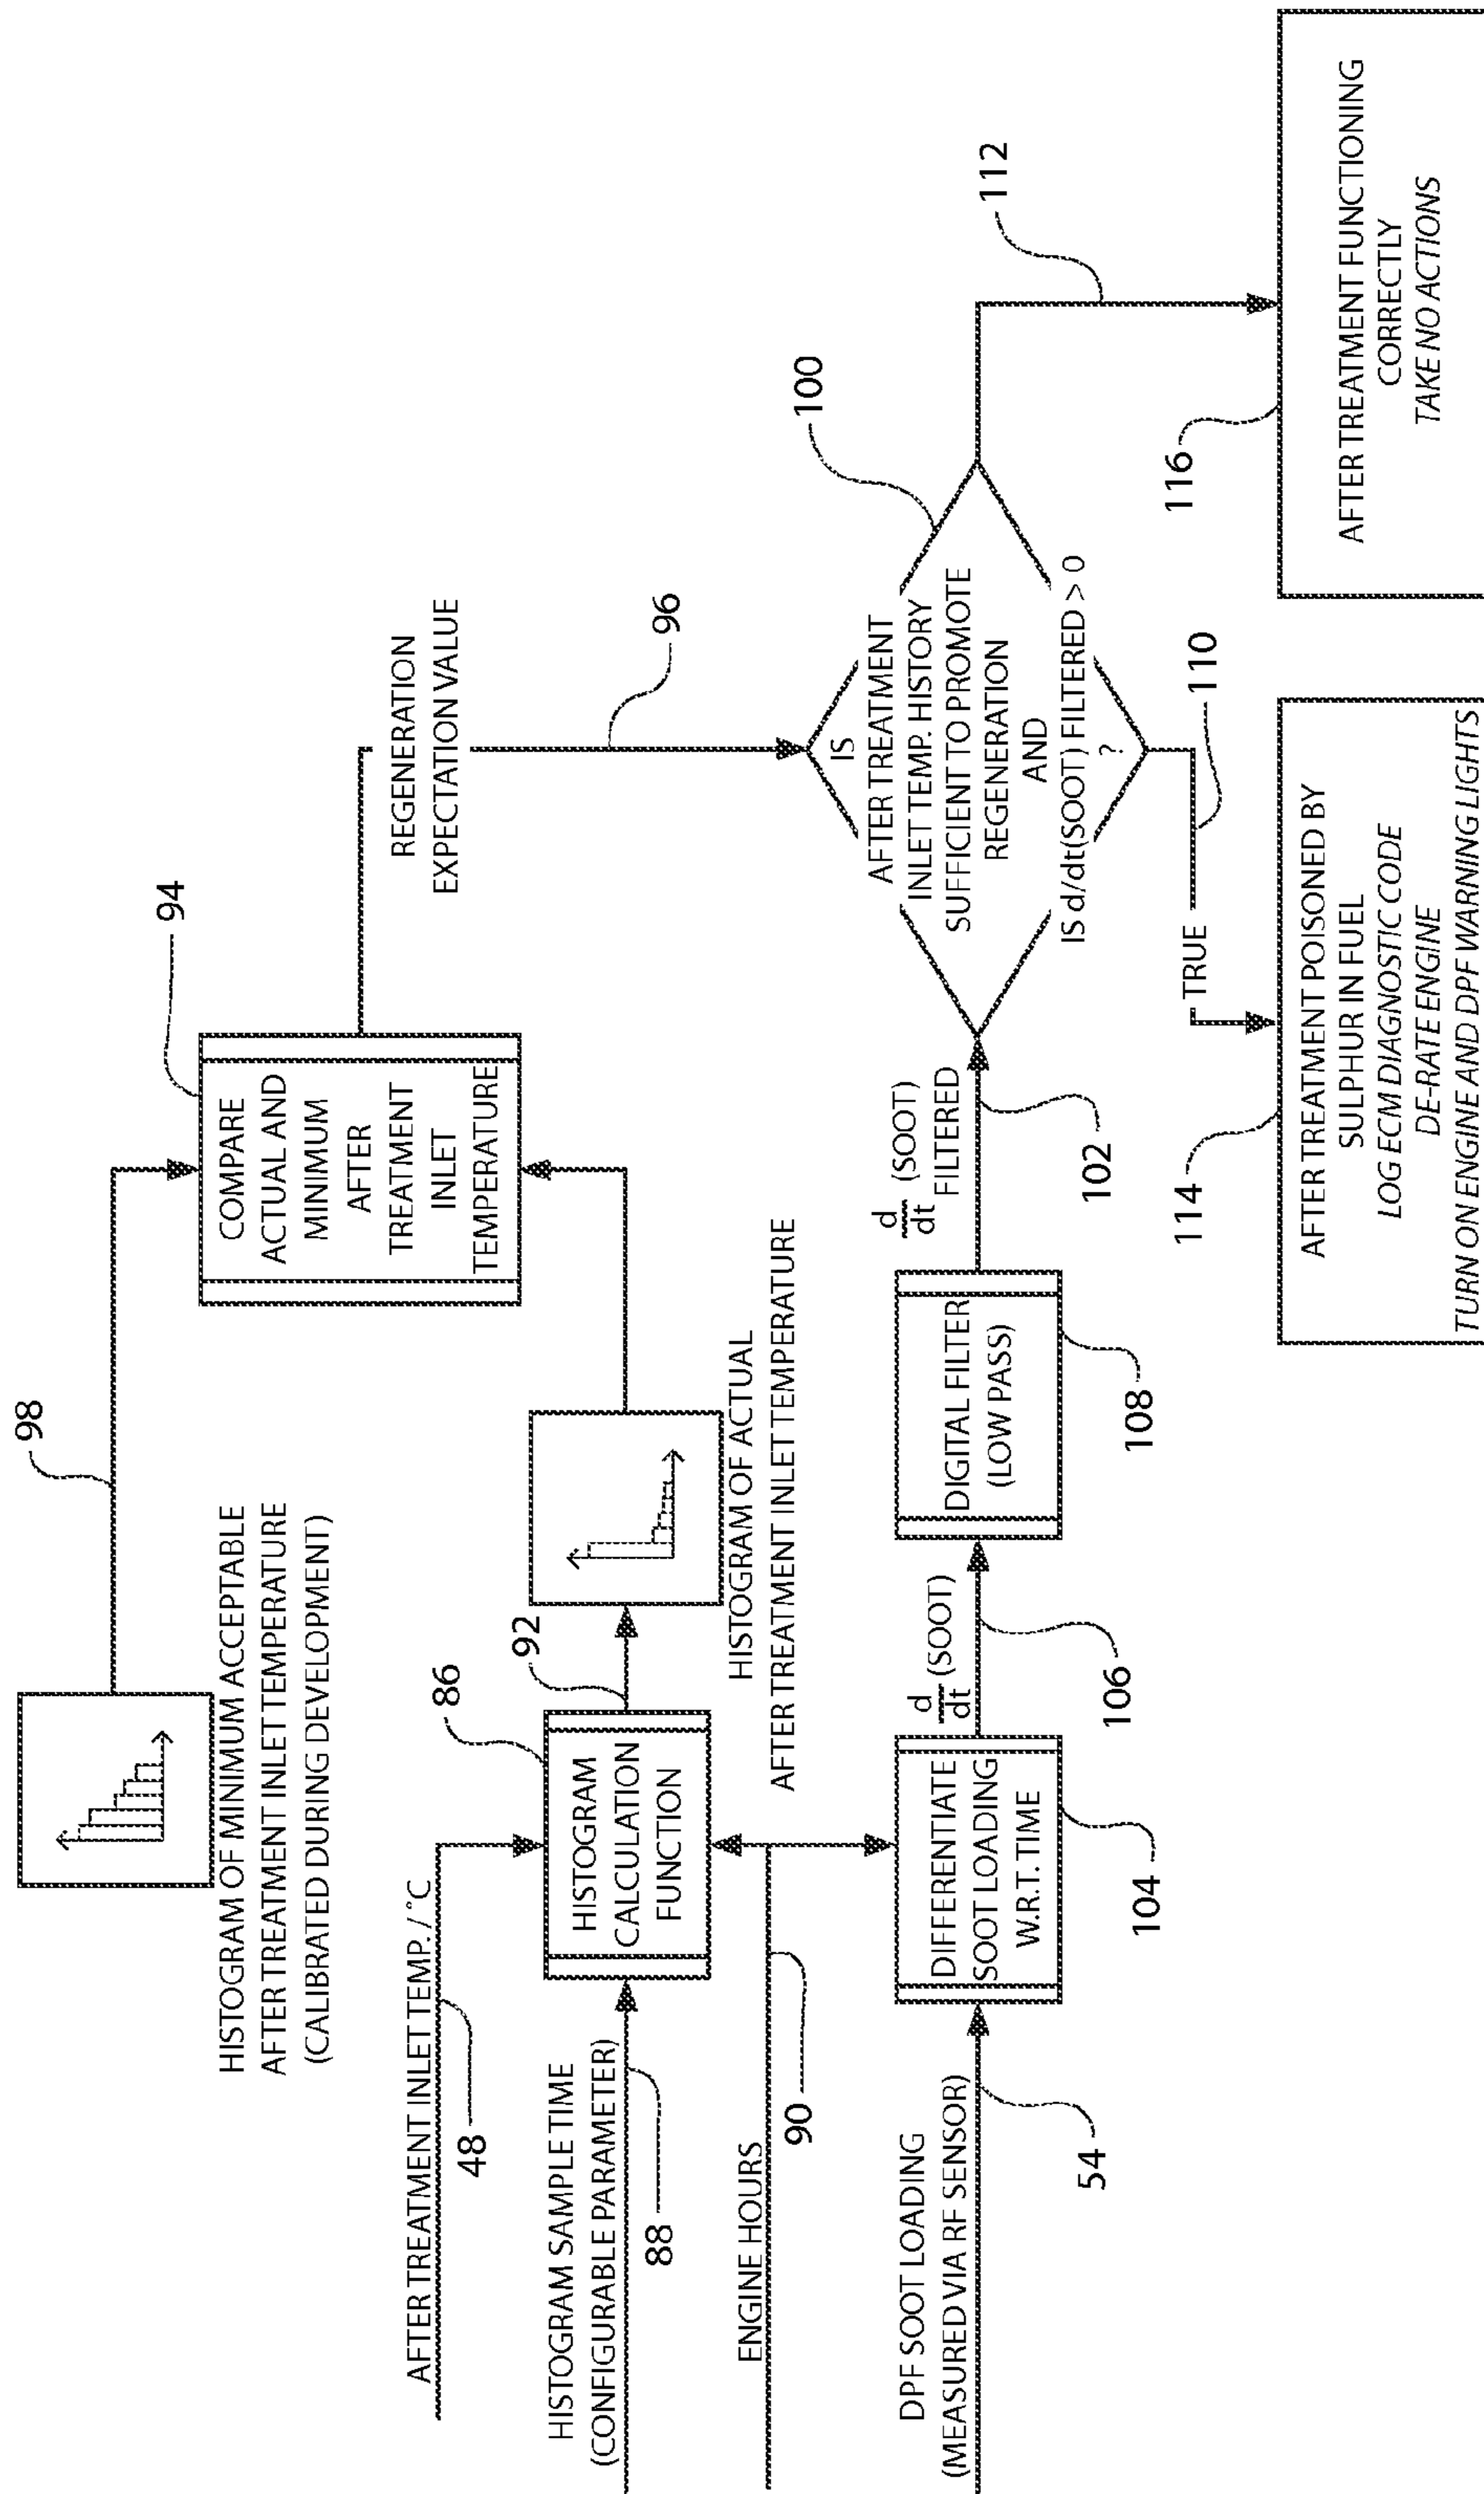 98
HISTOGRAM OF MINIMUM ACCEPTABLE
AFTER TREATMENT INLET TEMPERATURE
(CALIBRATED DURING DEVELOPMENT)
94
COMPARE
ACTUAL AND
MINIMUM
AFTER
TREATMENT
INLET
TEMPERATURE
REGENERATION
EXPECTATION VALUE
96
AFTER TREATMENT INLET TEMP. / °C
48
HISTOGRAM SAMPLE TIME
(CONFIGURABLE PARAMETER)
88
86
HISTOGRAM
CALCULATION
FUNCTION
92
HISTOGRAM OF ACTUAL
AFTER TREATMENT INLET TEMPERATURE
ENGINE HOURS
90
DPF SOOT LOADING
(MEASURED VIA RF SENSOR)
54
DIFFERENTIATE
SOOT LOADING
W.R.T. TIME
104
d
dt (SOOT)
106
DIGITAL FILTER
(LOW PASS)
108
d
dt (SOOT)
FILTERED
102
100
IS
AFTER TREATMENT
INLET TEMP. HISTORY
SUFFICIENT TO PROMOTE
REGENERATION
AND
IS d/dt(SOOT) FILTERED > 0
?
112
TRUE
110
114
AFTER TREATMENT POISONED BY
SULPHUR IN FUEL
LOG ECM DIAGNOSTIC CODE
DE-RATE ENGINE
TURN ON ENGINE AND DPF WARNING LIGHTS
116
AFTER TREATMENT FUNCTIONING
CORRECTLY
TAKE NO ACTIONS